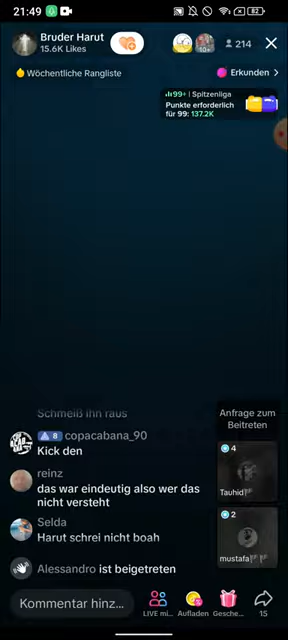 21:49
82
Bruder Harut
15.6K Likes
10+
214
Wöchentliche Rangliste
Erkunden >
99+ | Spitzenliga
Punkte erforderlich
für 99: 137.2K
Schmeiß ihn raus
Anfrage zum
Beitreten
8 copacabana_90
Kick den
4
Tauhid
reinz
das war eindeutig also wer das
nicht versteht
Selda
Harut schrei nicht boah
2
mustafa
Alessandro ist beigetreten
Kommentar hinz...
LIVE mi...
Aufladen
Gesche...
15